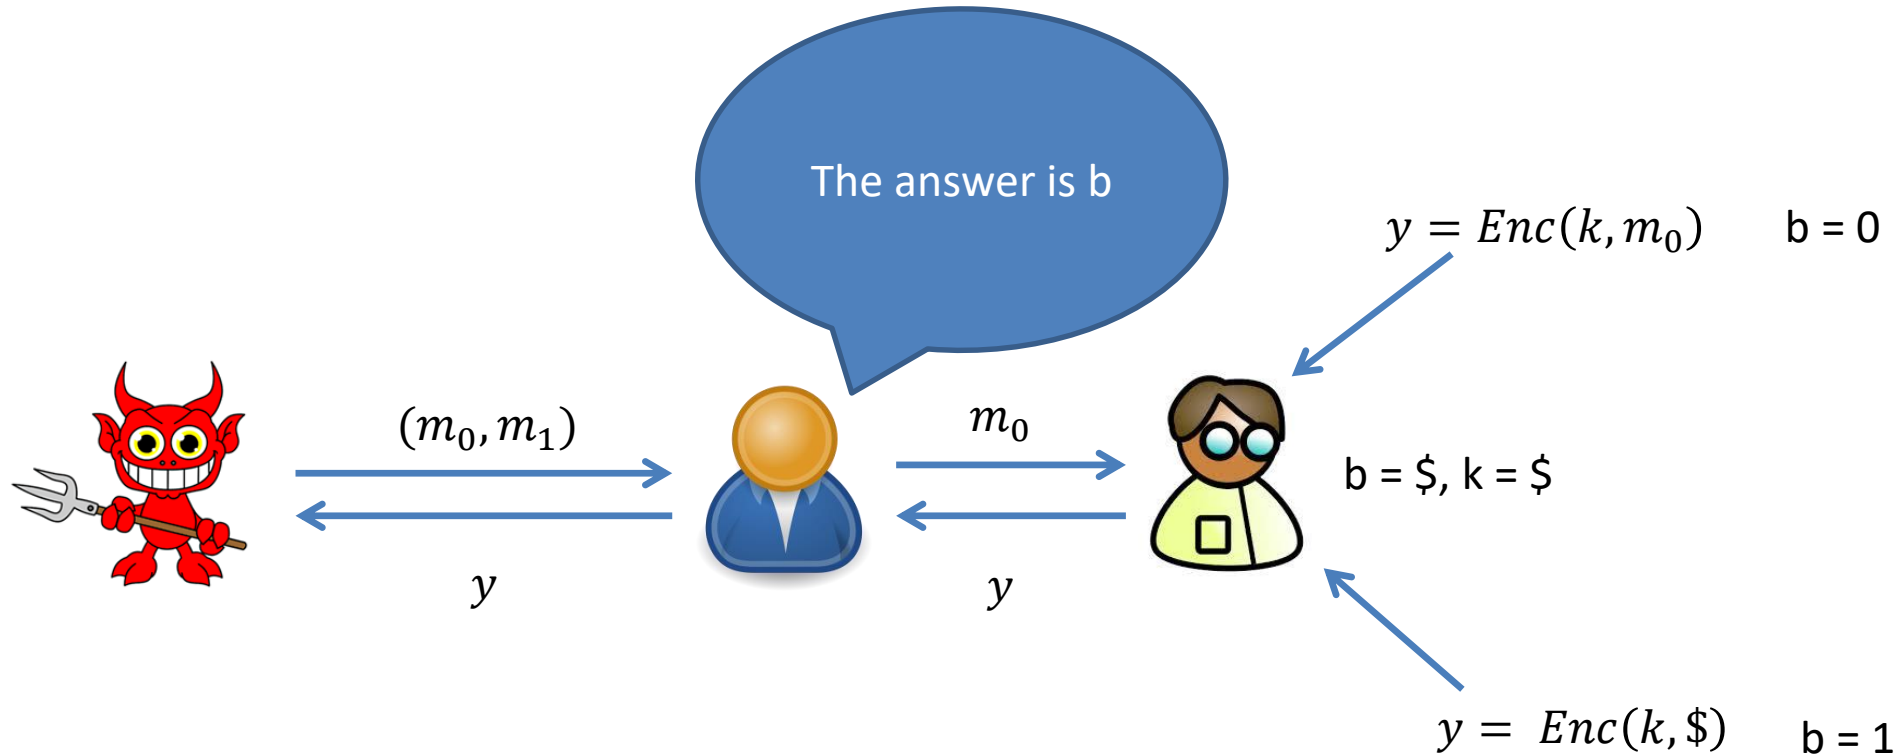 The answer is b
y = Enc(k, m₀) b = 0
(m₀, m₁)
m₀
b = $, k = $
y
y
y = Enc(k, $) b = 1